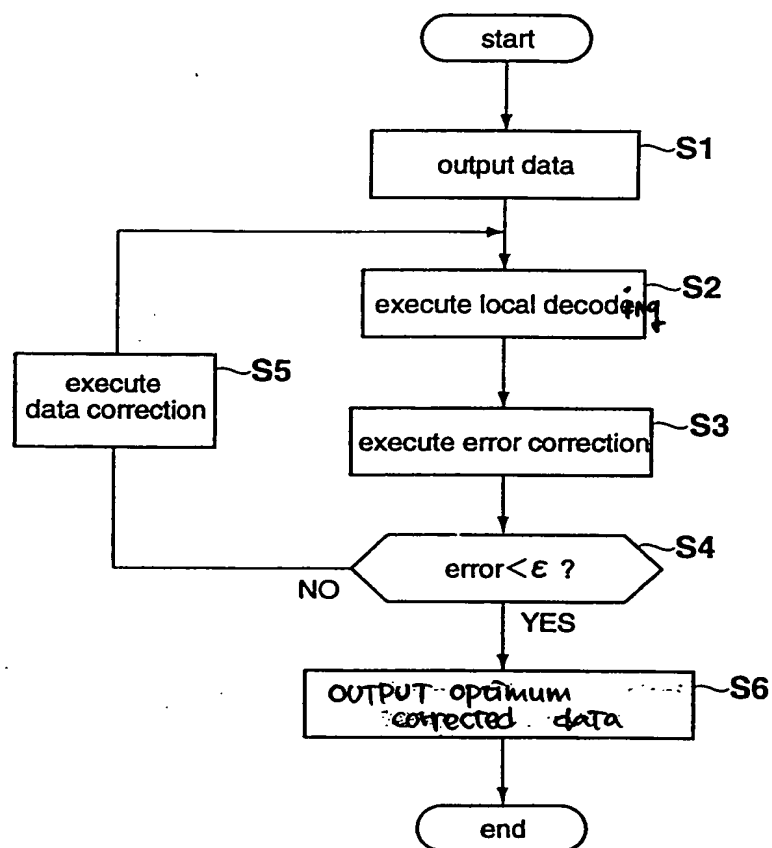 start
output data
S1
execute local decoding
S2
execute
data correction
S5
execute error correction
S3
error<ε ?
S4
NO
YES
OUTPUT optimum
corrected data
S6
end